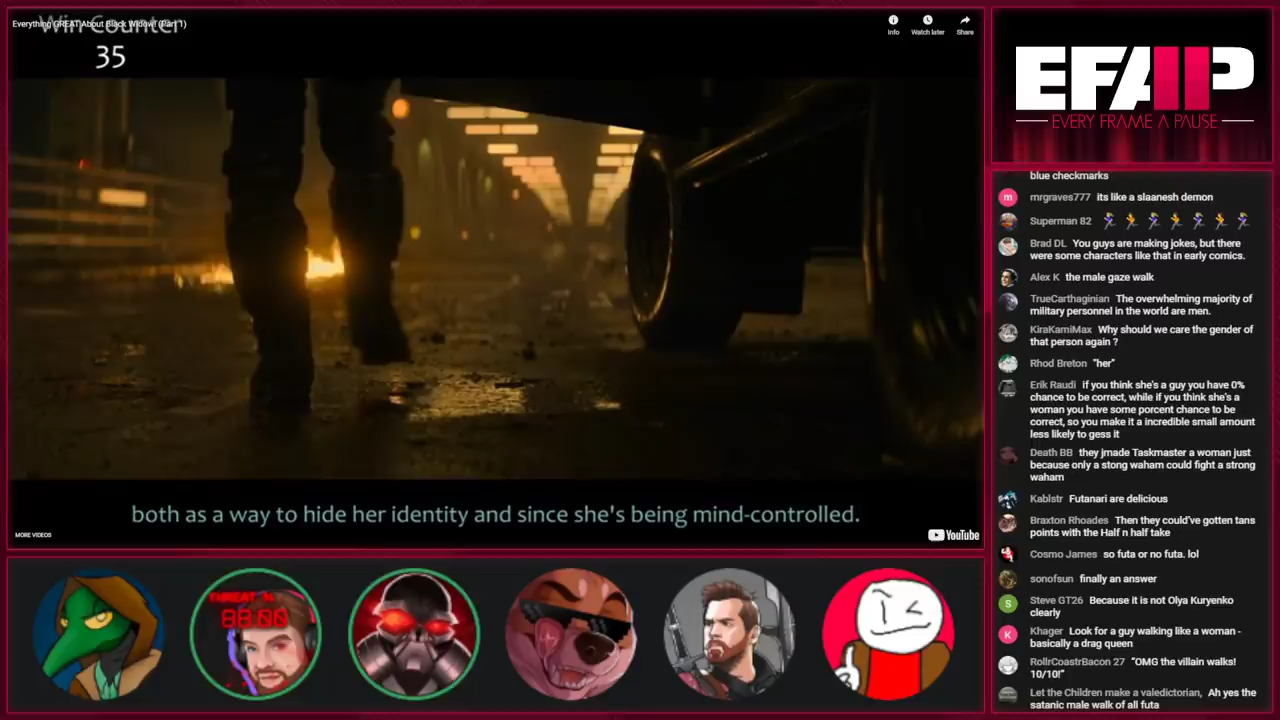 Everything GREAT About Black Widow! (Part 1)
Win Counter
35
Info
Watch later
Share
both as a way to hide her identity and since she's being mind-controlled.
MORE VIDEOS
YouTube
EFAP
EVERY FRAME A PAUSE
blue checkmarks
mrgraves777 its like a slaanesh demon
Superman 82
Brad DL You guys are making jokes, but there
were some characters like that in early comics.
Alex K the male gaze walk
TrueCarthaginian The overwhelming majority of
military personnel in the world are men.
KiraKamiMax Why should we care the gender of
that person again ?
Rhod Breton "her"
Erik Raudi if you think she's a guy you have 0%
chance to be correct, while if you think she's a
woman you have some porcent chance to be
correct, so you make it a incredible small amount
less likely to gess it
Death BB they jmade Taskmaster a woman just
because only a stong waham could fight a strong
waham
Kablstr Futanari are delicious
Braxton Rhoades Then they could've gotten tans
points with the Half n half take
Cosmo James so futa or no futa. lol
sonofsun finally an answer
Steve GT26 Because it is not Olya Kuryenko
clearly
Khager Look for a guy walking like a woman -
basically a drag queen
RollrCoastrBacon 27 "OMG the villain walks!
10/10!"
Let the Children make a valedictorian, Ah yes the
satanic male walk of all futa